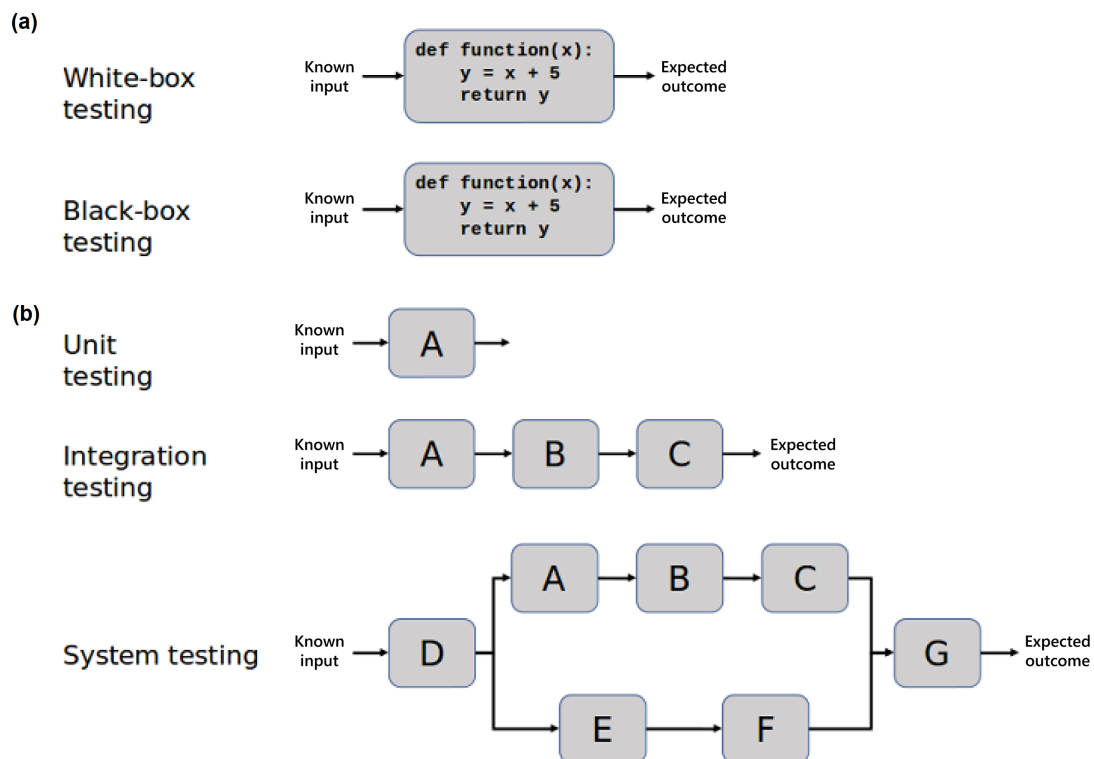 (a)
White-box
testing
Known
input
def function(x):
y = x + 5
return y
Expected
outcome
Black-box
testing
Known
input
def function(x):
y = x + 5
return y
Expected
outcome
(b)
Unit
testing
Known
input
A
Integration
testing
Known
input
A
B
C
Expected
outcome
System testing
Known
input
D
A
B
C
E
F
G
Expected
outcome